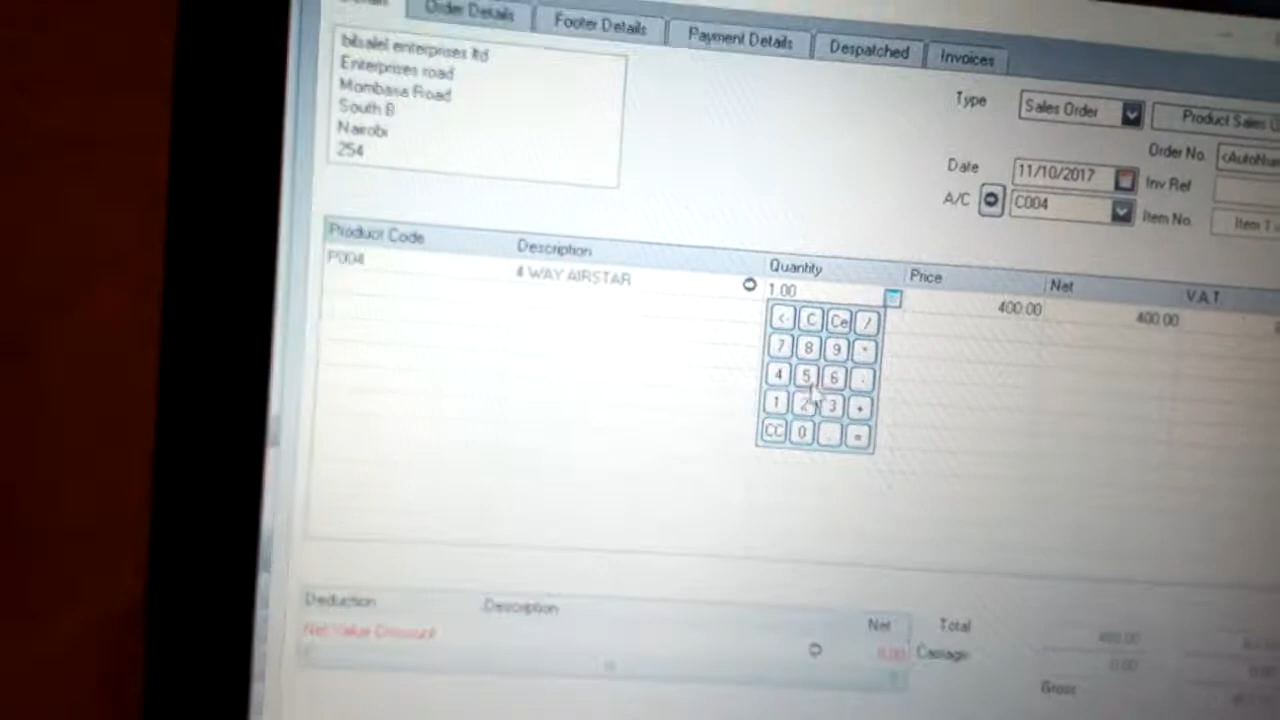 Order Details
Footer Details
Payment Details
Despatched
Invoices
bilsalel enterprises ltd
Enterprises road
Mombasa Road
South B
Nairobi
254
Type
Sales Order
Product Sales
Order No.
Date
11/10/2017
Inv Ref
A/C
C004
Item No.
Product Code
Description
Quantity
Price
Net
V.A.T
P004
4 WAY AIRSTAR
1.00
400.00
400.00
< C Ce /
7 8 9 *
4 5 6
1 2 3 +
CC 0 . =
Deduction
Description
Net
Total
Net Value Discount
0.00
Carriage
0.00
Gross